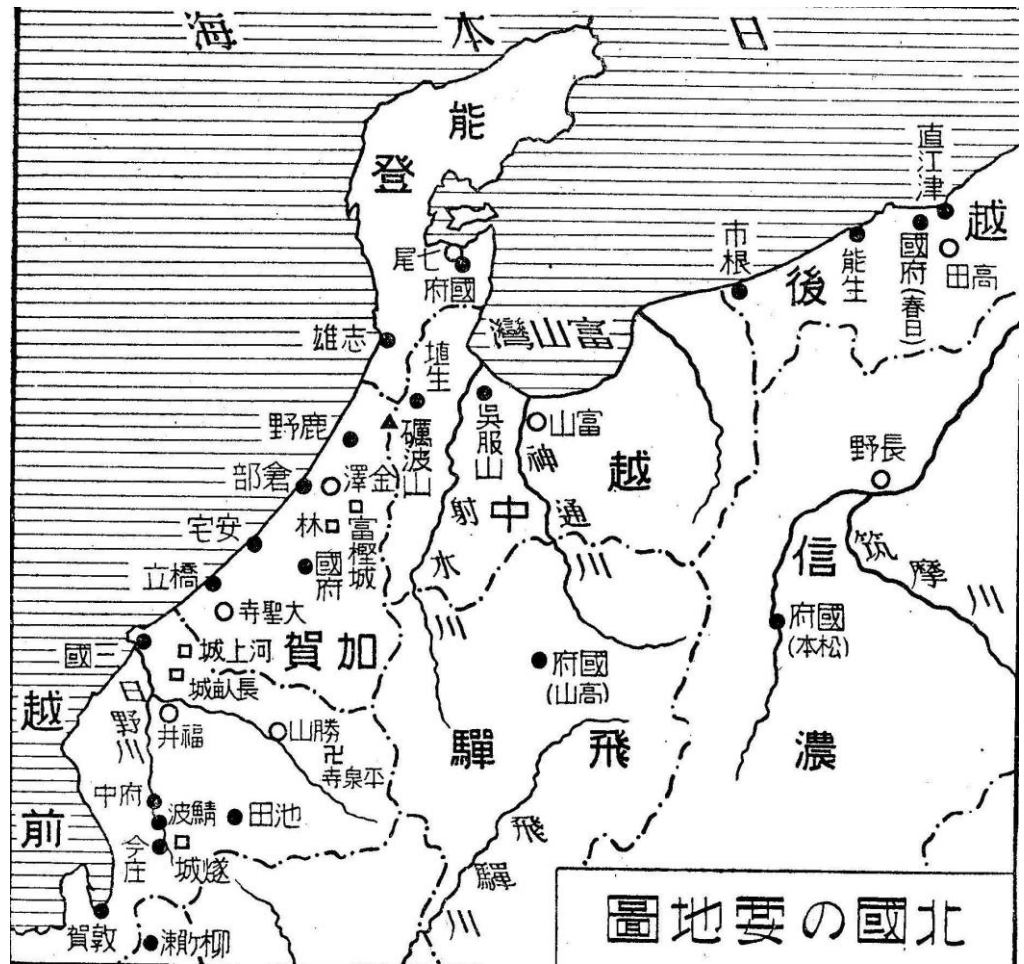 日本海
能登
七尾
國府
志雄
埴生
礪波山
鹿野
倉部
金澤
林
富樫城
安宅
國府
橋立
大聖寺
加賀
三國
河上城
長畝城
越前
日野川
福井
勝山
卍
平泉寺
府中
鯖波
池田
今庄
燧城
敦賀
柳ヶ瀬
富山灣
吳服山
富山
越中
射水川
神通川
國府
(高山)
飛驒
飛驒川
越後
直江津
國府(春日)
高田
能生
市根
長野
信濃
筑摩川
國府
(松本)
北國の要地圖